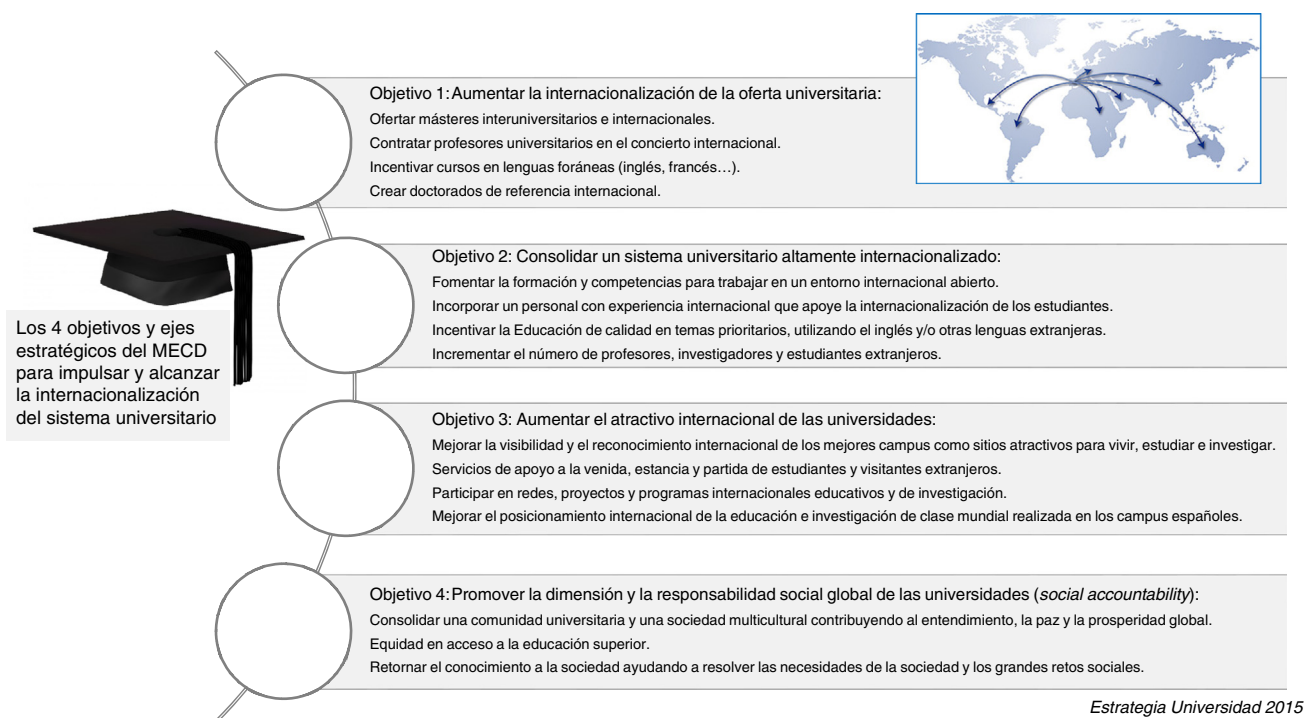 Objetivo 1: Aumentar la internacionalización de la oferta universitaria:
Ofertar másteres interuniversitarios e internacionales.
Contratar profesores universitarios en el concierto internacional.
Incentivar cursos en lenguas foráneas (inglés, francés…).
Crear doctorados de referencia internacional.
Los 4 objetivos y ejes
estratégicos del MECD
para impulsar y alcanzar
la internacionalización
del sistema universitario
Objetivo 2: Consolidar un sistema universitario altamente internacionalizado:
Fomentar la formación y competencias para trabajar en un entorno internacional abierto.
Incorporar un personal con experiencia internacional que apoye la internacionalización de los estudiantes.
Incentivar la Educación de calidad en temas prioritarios, utilizando el inglés y/o otras lenguas extranjeras.
Incrementar el número de profesores, investigadores y estudiantes extranjeros.
Objetivo 3: Aumentar el atractivo internacional de las universidades:
Mejorar la visibilidad y el reconocimiento internacional de los mejores campus como sitios atractivos para vivir, estudiar e investigar.
Servicios de apoyo a la venida, estancia y partida de estudiantes y visitantes extranjeros.
Participar en redes, proyectos y programas internacionales educativos y de investigación.
Mejorar el posicionamiento internacional de la educación e investigación de clase mundial realizada en los campus españoles.
Objetivo 4: Promover la dimensión y la responsabilidad social global de las universidades (social accountability):
Consolidar una comunidad universitaria y una sociedad multicultural contribuyendo al entendimiento, la paz y la prosperidad global.
Equidad en acceso a la educación superior.
Retornar el conocimiento a la sociedad ayudando a resolver las necesidades de la sociedad y los grandes retos sociales.
Estrategia Universidad 2015